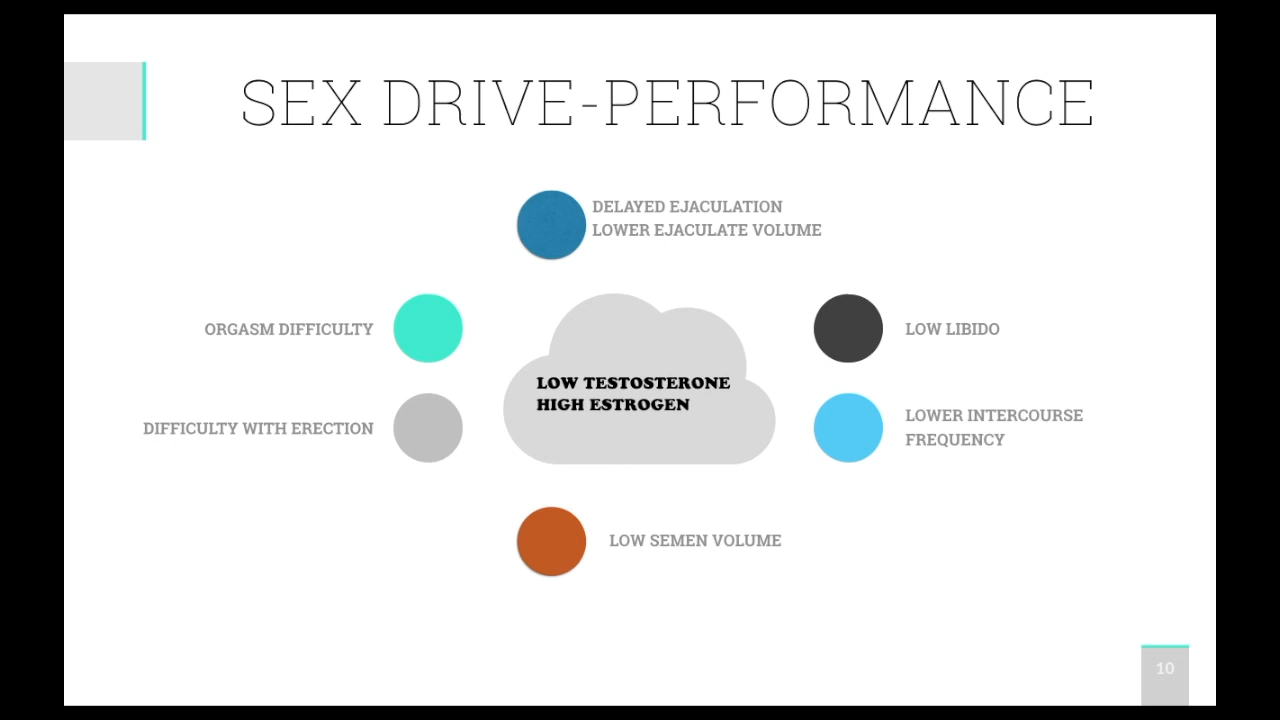 SEX DRIVE-PERFORMANCE
DELAYED EJACULATION
LOWER EJACULATE VOLUME
ORGASM DIFFICULTY
LOW LIBIDO
LOW TESTOSTERONE
HIGH ESTROGEN
DIFFICULTY WITH ERECTION
LOWER INTERCOURSE
FREQUENCY
LOW SEMEN VOLUME
10